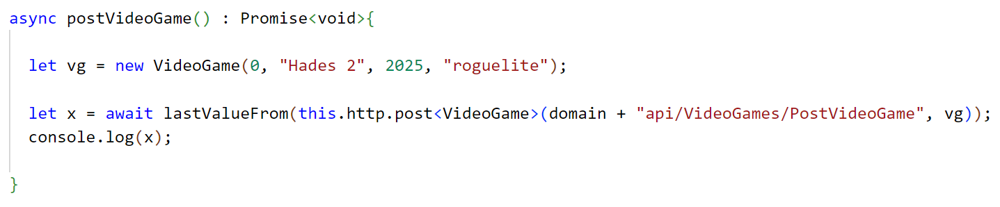 async postVideoGame() : Promise<void>{
let vg = new VideoGame(0, "Hades 2", 2025, "roguelite");
let x = await lastValueFrom(this.http.post<VideoGame>(domain + "api/VideoGames/PostVideoGame", vg));
console.log(x);
}